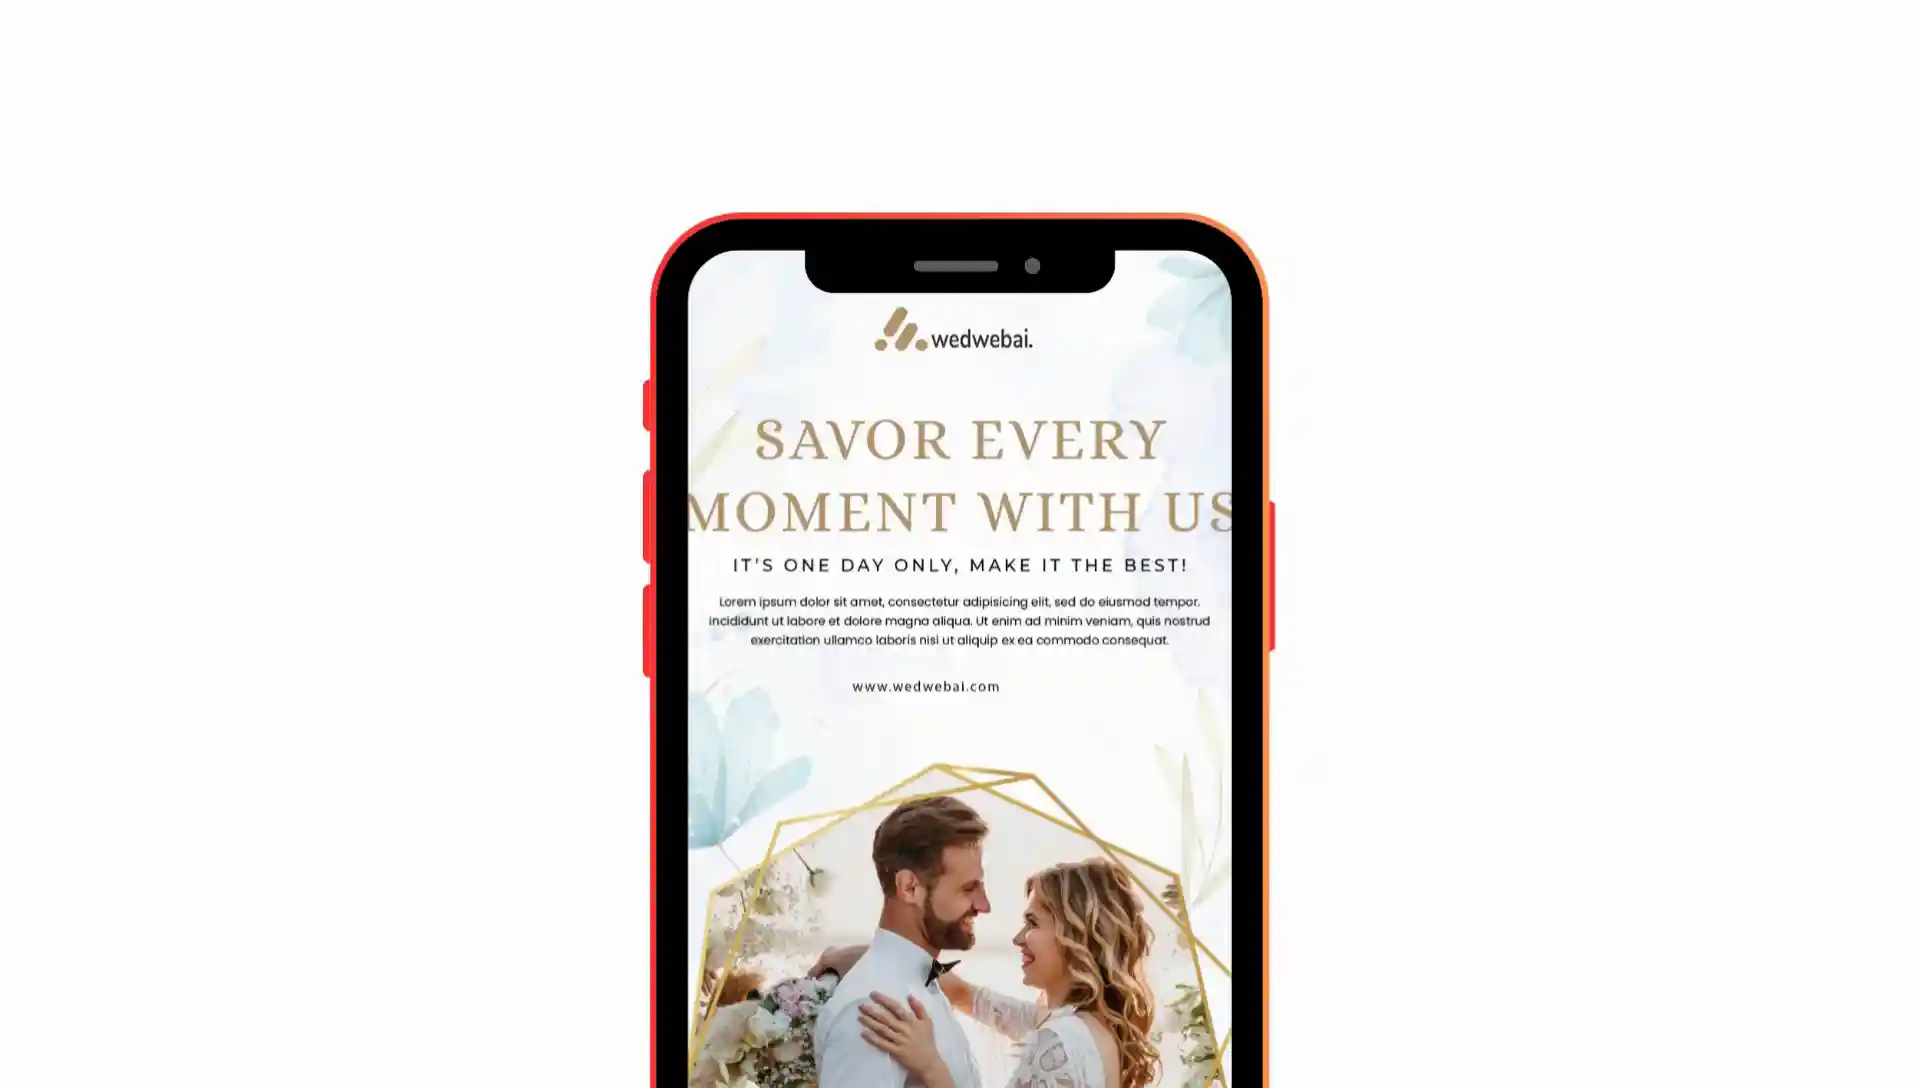 wedwebai.
SAVOR EVERY
MOMENT WITH US
IT'S ONE DAY ONLY, MAKE IT THE BEST!
Lorem ipsum dolor sit amet, consectetur adipisicing elit, sed do eiusmod tempor.
incididunt ut labore et dolore magna aliqua. Ut enim ad minim veniam, quis nostrud
exercitation ullamco laboris nisi ut aliquip ex ea commodo consequat.
www.wedwebai.com